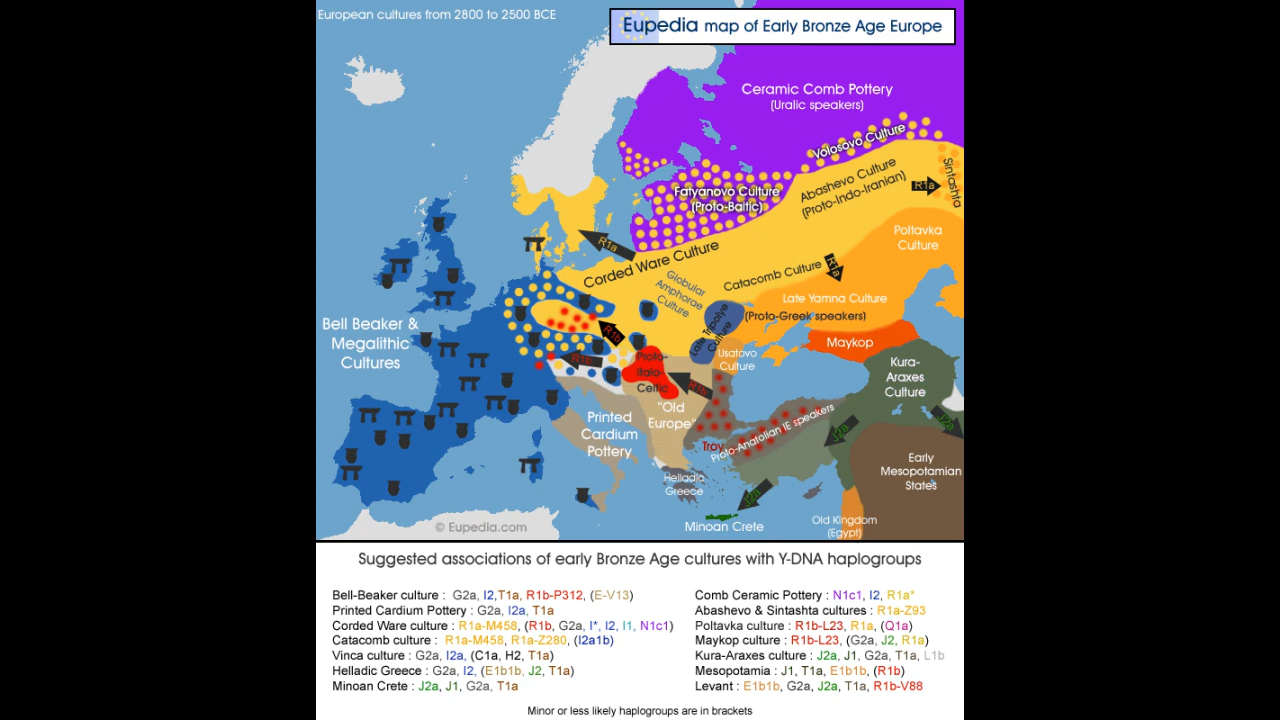 European cultures from 2800 to 2500 BCE
Eupedia map of Early Bronze Age Europe
Ceramic Comb Pottery
(Uralic speakers)
Volosovo Culture
Abashevo Culture
(Proto-Indo-Iranian)
R1a
Sintashta
Fatyanovo Culture
(Proto-Baltic)
Poltavka
Culture
R1a
Corded Ware Culture
Catacomb Culture
R1a
Globular
Amphorae
Culture
Late Yamna Culture
(Proto-Greek speakers)
Late Tripolye
Culture
Bell Beaker &
Megalithic
Cultures
R1b
Maykop
Usatovo
Culture
R1b
Proto-
Italo-
Celtic
Kura-
Araxes
Culture
R1b
"Old
Europe"
Printed
Cardium
Pottery
Proto-Anatolian IE speakers
J2a
J2a
Troy
Early
Mesopotamian
States
Helladic
Greece
J2a
Minoan Crete
Old Kingdom
(Egypt)
© Eupedia.com
Suggested associations of early Bronze Age cultures with Y-DNA haplogroups
Bell-Beaker culture : G2a, I2,T1a, R1b-P312, (E-V13)
Printed Cardium Pottery : G2a, I2a, T1a
Corded Ware culture : R1a-M458, (R1b, G2a, I*, I2, I1, N1c1)
Catacomb culture : R1a-M458, R1a-Z280, (I2a1b)
Vinca culture : G2a, I2a, (C1a, H2, T1a)
Helladic Greece : G2a, I2, (E1b1b, J2, T1a)
Minoan Crete : J2a, J1, G2a, T1a
Comb Ceramic Pottery : N1c1, I2, R1a*
Abashevo & Sintashta cultures : R1a-Z93
Poltavka culture : R1b-L23, R1a, (Q1a)
Maykop culture : R1b-L23, (G2a, J2, R1a)
Kura-Araxes culture : J2a, J1, G2a, T1a, L1b
Mesopotamia : J1, T1a, E1b1b, (R1b)
Levant : E1b1b, G2a, J2a, T1a, R1b-V88
Minor or less likely haplogroups are in brackets